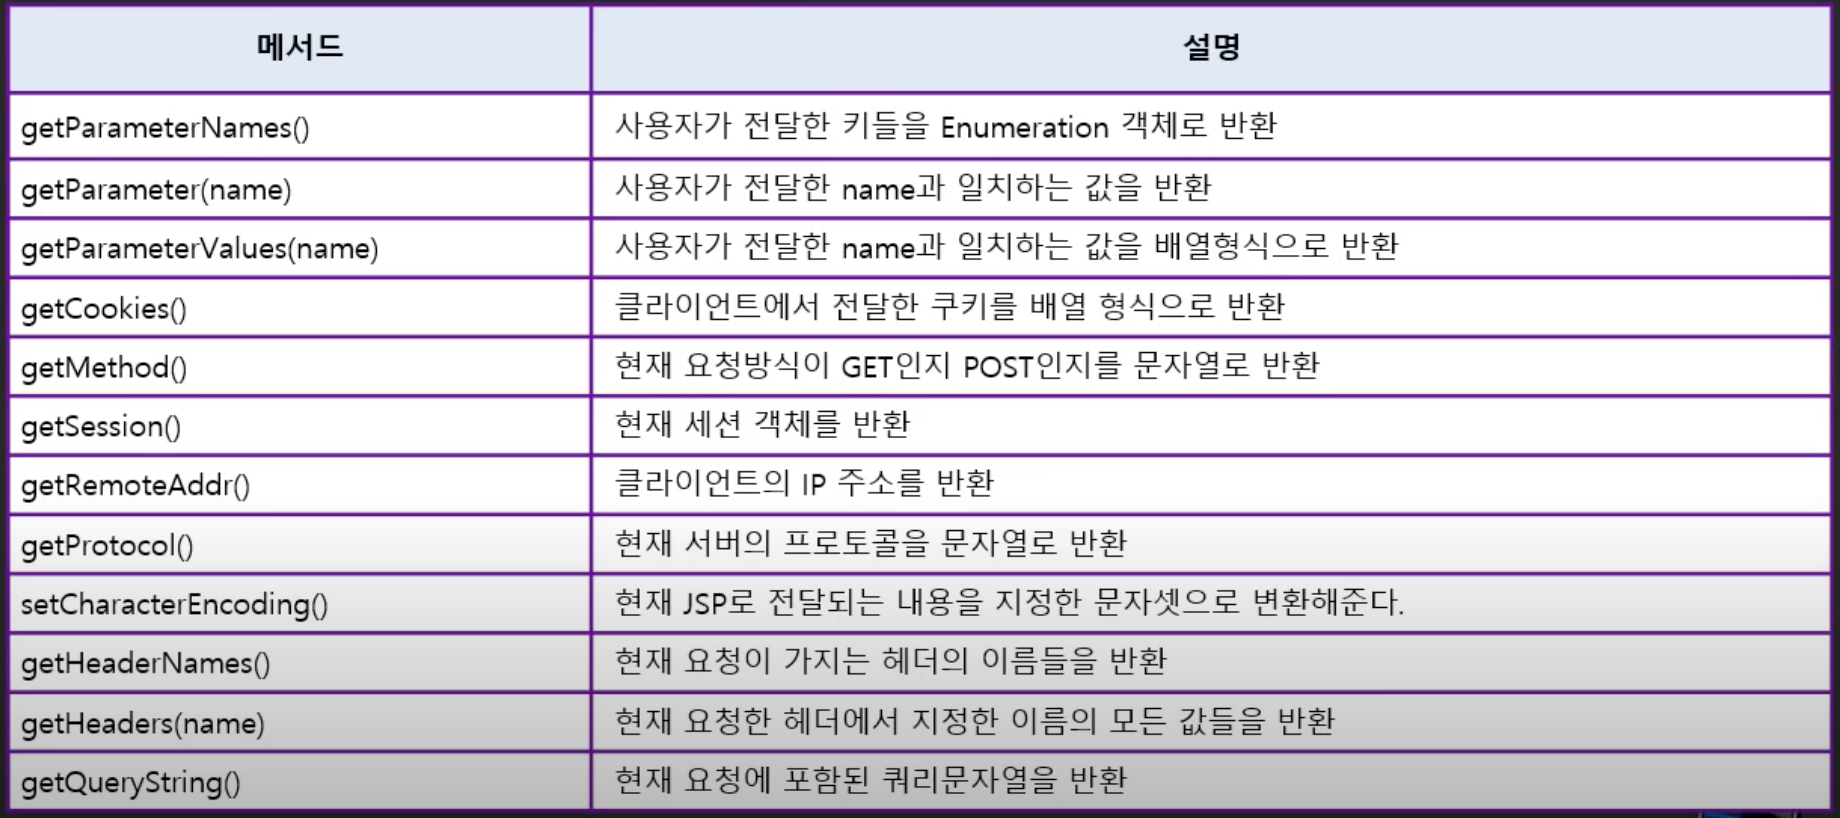 메서드 설명
getParameterNames() 사용자가 전달한 키들을 Enumeration 객체로 반환
getParameter(name) 사용자가 전달한 name과 일치하는 값을 반환
getParameterValues(name) 사용자가 전달한 name과 일치하는 값을 배열형식으로 반환
getCookies() 클라이언트에서 전달한 쿠키를 배열 형식으로 반환
getMethod() 현재 요청방식이 GET인지 POST인지를 문자열로 반환
getSession() 현재 세션 객체를 반환
getRemoteAddr() 클라이언트의 IP 주소를 반환
getProtocol() 현재 서버의 프로토콜을 문자열로 반환
setCharacterEncoding() 현재 JSP로 전달되는 내용을 지정한 문자셋으로 변환해준다.
getHeaderNames() 현재 요청이 가지는 헤더의 이름들을 반환
getHeaders(name) 현재 요청한 헤더에서 지정한 이름의 모든 값들을 반환
getQueryString() 현재 요청에 포함된 쿼리문자열을 반환